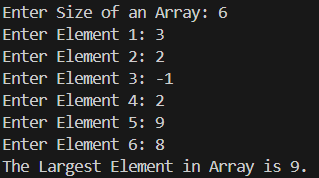 Enter Size of an Array: 6
Enter Element 1: 3
Enter Element 2: 2
Enter Element 3: -1
Enter Element 4: 2
Enter Element 5: 9
Enter Element 6: 8
The Largest Element in Array is 9.